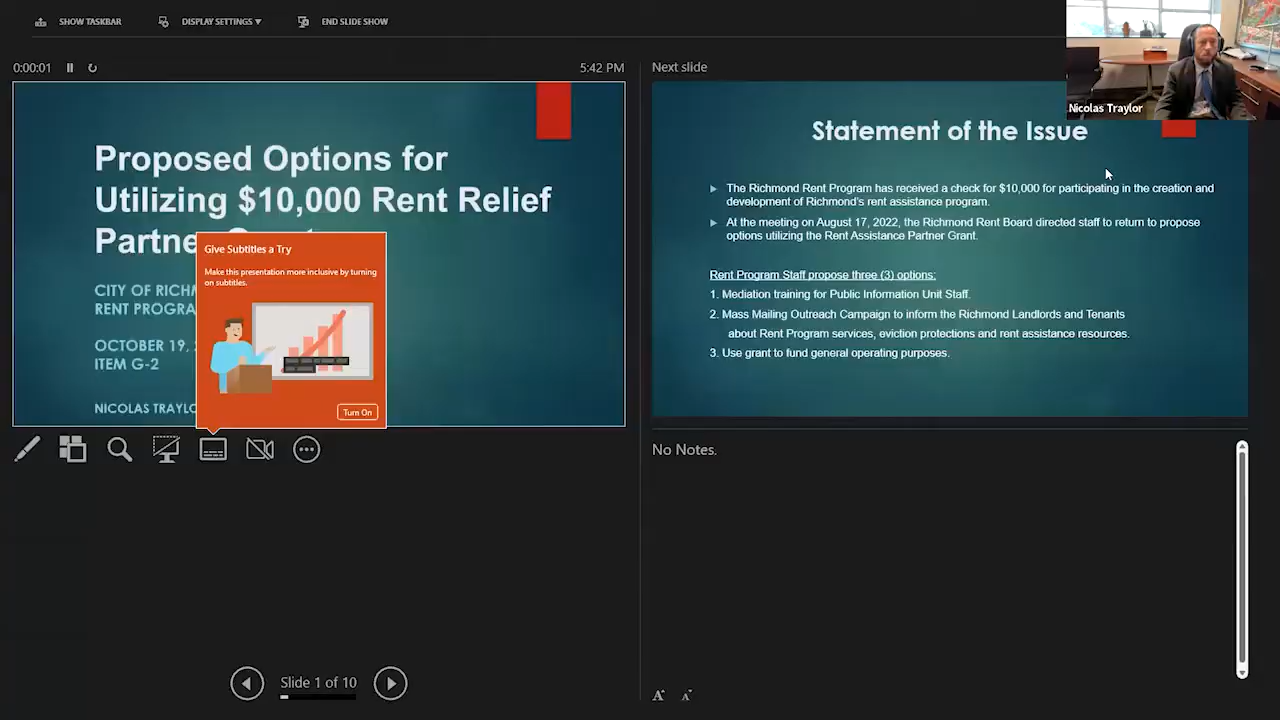 SHOW TASKBAR
DISPLAY SETTINGS
END SLIDE SHOW
0:00:01
5:42 PM
Proposed Options for
Utilizing $10,000 Rent Relief
Give Subtitles a Try
Make this presentation more inclusive by turning
on subtitles.
Turn On
CITY OF
RENT
OCTOBER 19,
ITEM G-2
NICOLAS
Slide 1 of 10
Next slide
Nicolas Traylor
Statement of the Issue
The Richmond Rent Program has received a check for $10,000 for participating in the creation and
development of Richmond's rent assistance program.
At the meeting on August 17, 2022, the Richmond Rent Board directed staff to return to propose
options utilizing the Rent Assistance Partner Grant.
Rent Program Staff propose three (3) options:
1. Mediation training for Public Information Unit Staff.
2. Mass Mailing Outreach Campaign to inform the Richmond Landlords and Tenants
about Rent Program services, eviction protections and rent assistance resources.
3. Use grant to fund general operating purposes.
No Notes.
A A